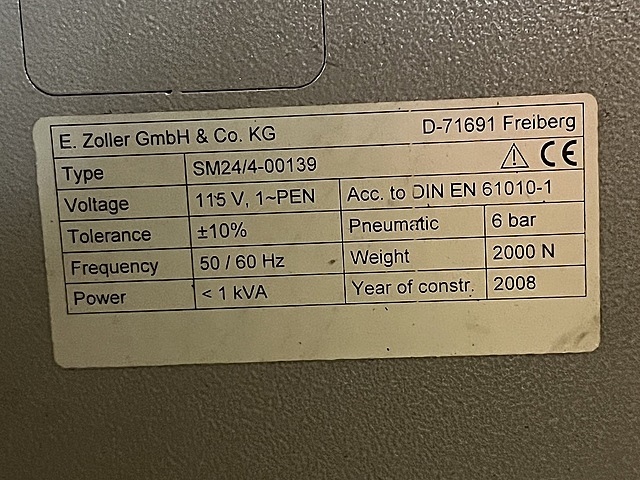 E. Zoller GmbH & Co. KG D-71691 Freiberg
Type SM24/4-00139 CE
Voltage 115 V, 1~PEN Acc. to DIN EN 61010-1
Tolerance ±10% Pneumatic 6 bar
Frequency 50 / 60 Hz Weight 2000 N
Power < 1 kVA Year of constr. 2008